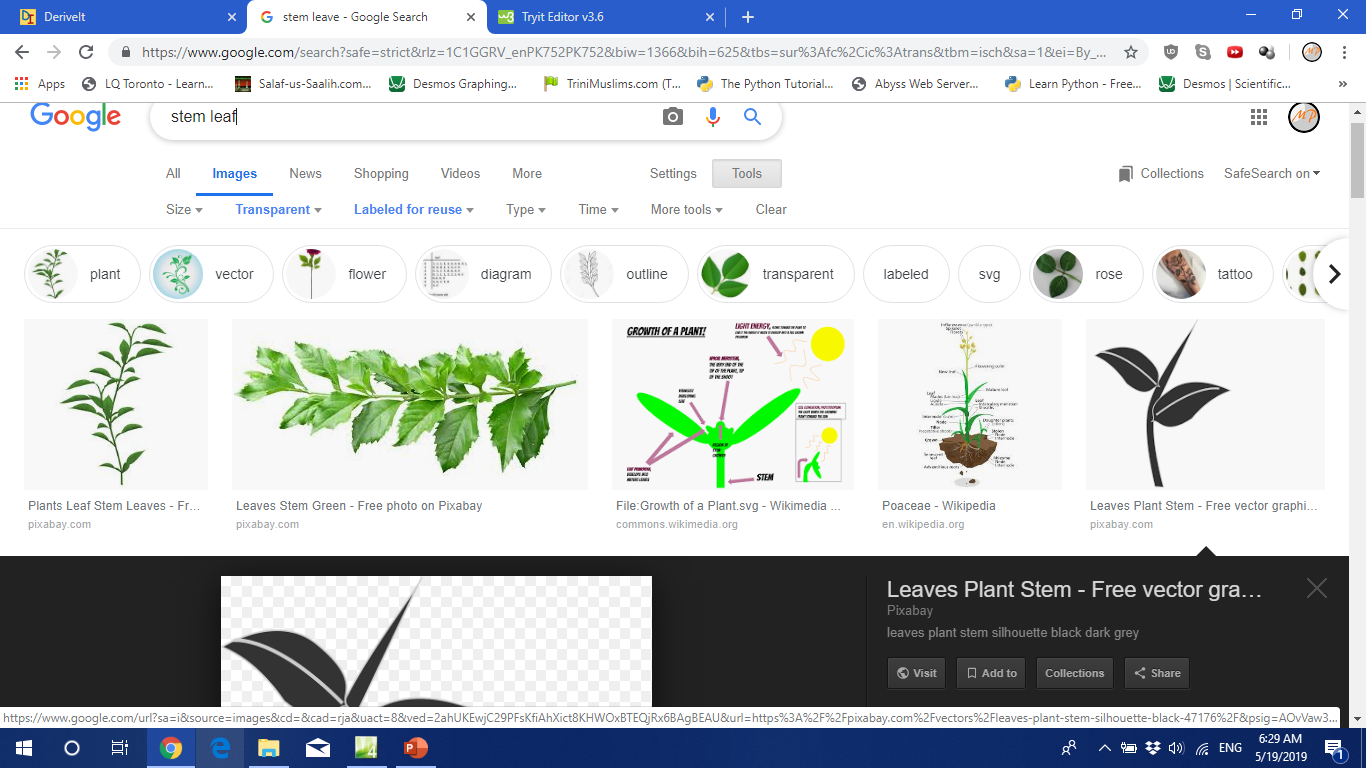 DeriveIt
stem leave - Google Search
Tryit Editor v3.6
https://www.google.com/search?safe=strict&rlz=1C1GGRV_enPK752PK752&biw=1366&bih=625&tbs=sur%3Afc%2Cic%3Atrans&tbm=isch&sa=1&ei=By_...
Apps LQ Toronto - Learn... Salaf-us-Saalih.com... Desmos Graphing... TriniMuslims.com (T... The Python Tutorial... Abyss Web Server... Learn Python - Free... Desmos | Scientific... »
Google stem leaf
All Images News Shopping Videos More Settings Tools Collections SafeSearch on
Size Transparent Labeled for reuse Type Time More tools Clear
plant vector flower diagram outline transparent labeled svg rose tattoo
GROWTH OF A PLANT!
LIGHT ENERGY,
STEM
Plants Leaf Stem Leaves - Fr...
pixabay.com
Leaves Stem Green - Free photo on Pixabay
pixabay.com
File:Growth of a Plant.svg - Wikimedia ...
commons.wikimedia.org
Poaceae - Wikipedia
en.wikipedia.org
Leaves Plant Stem - Free vector graphi...
pixabay.com
Leaves Plant Stem - Free vector gra...
Pixabay
leaves plant stem silhouette black dark grey
Visit Add to Collections Share
https://www.google.com/url?sa=i&source=images&cd=&cad=rja&uact=8&ved=2ahUKEwjC29PFsKfiAhXict8KHWOxBTEQjRx6BAgBEAU&url=https%3A%2F%2Fpixabay.com%2Fvectors%2Fleaves-plant-stem-silhouette-black-47176%2F&psig=AOvVaw3...
ENG
6:29 AM
5/19/2019
1